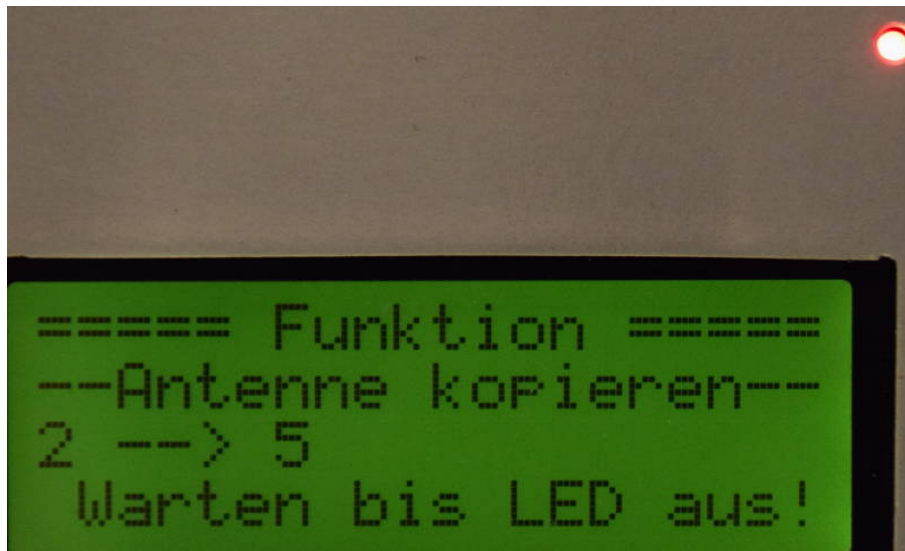 ===== Funktion =====
--Antenne kopieren--
2 --> 5
Warten bis LED aus!